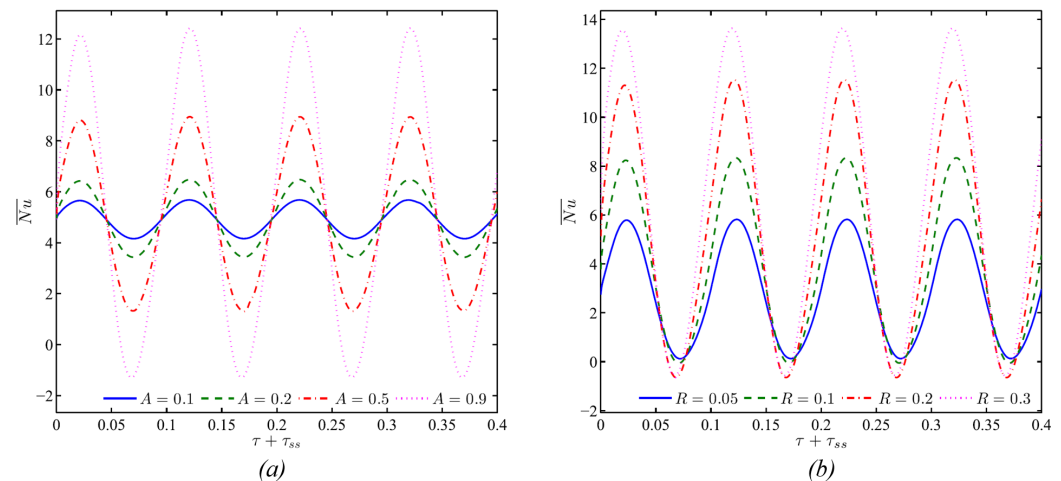 12
10
8
6
4
2
0
−2
N̅u̅
0 0.05 0.1 0.15 0.2 0.25 0.3 0.35 0.4
τ + τss
A = 0.1 A = 0.2 A = 0.5 A = 0.9
(a)
14
12
10
8
6
4
2
0
−2
N̅u̅
0 0.05 0.1 0.15 0.2 0.25 0.3 0.35 0.4
τ + τss
R = 0.05 R = 0.1 R = 0.2 R = 0.3
(b)